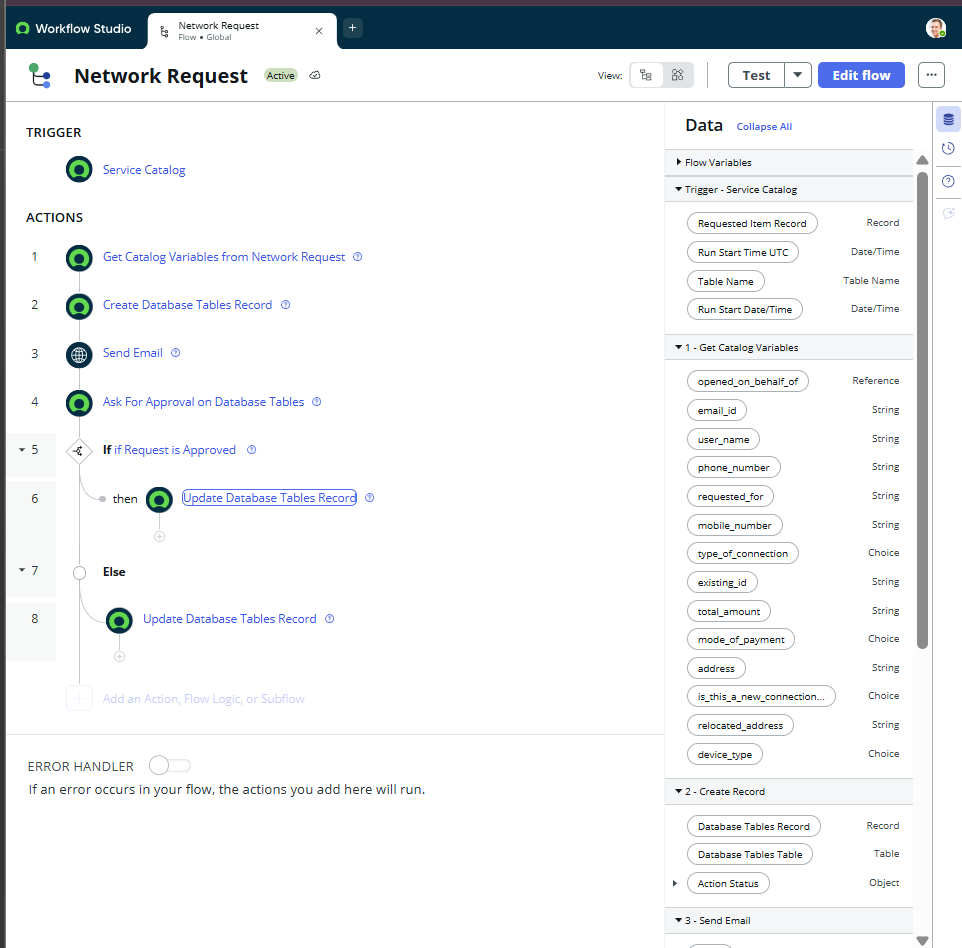 Workflow Studio
Network Request
Flow • Global
Network Request
Active
View:
Test
Edit flow
TRIGGER
Service Catalog
ACTIONS
1 Get Catalog Variables from Network Request
2 Create Database Tables Record
3 Send Email
4 Ask For Approval on Database Tables
5 If if Request is Approved
6 then Update Database Tables Record
7 Else
8 Update Database Tables Record
Add an Action, Flow Logic, or Subflow
ERROR HANDLER
If an error occurs in your flow, the actions you add here will run.
Data Collapse All
Flow Variables
Trigger - Service Catalog
Requested Item Record Record
Run Start Time UTC Date/Time
Table Name Table Name
Run Start Date/Time Date/Time
1 - Get Catalog Variables
opened_on_behalf_of Reference
email_id String
user_name String
phone_number String
requested_for String
mobile_number String
type_of_connection Choice
existing_id String
total_amount String
mode_of_payment Choice
address String
is_this_a_new_connection... Choice
relocated_address String
device_type Choice
2 - Create Record
Database Tables Record Record
Database Tables Table Table
Action Status Object
3 - Send Email